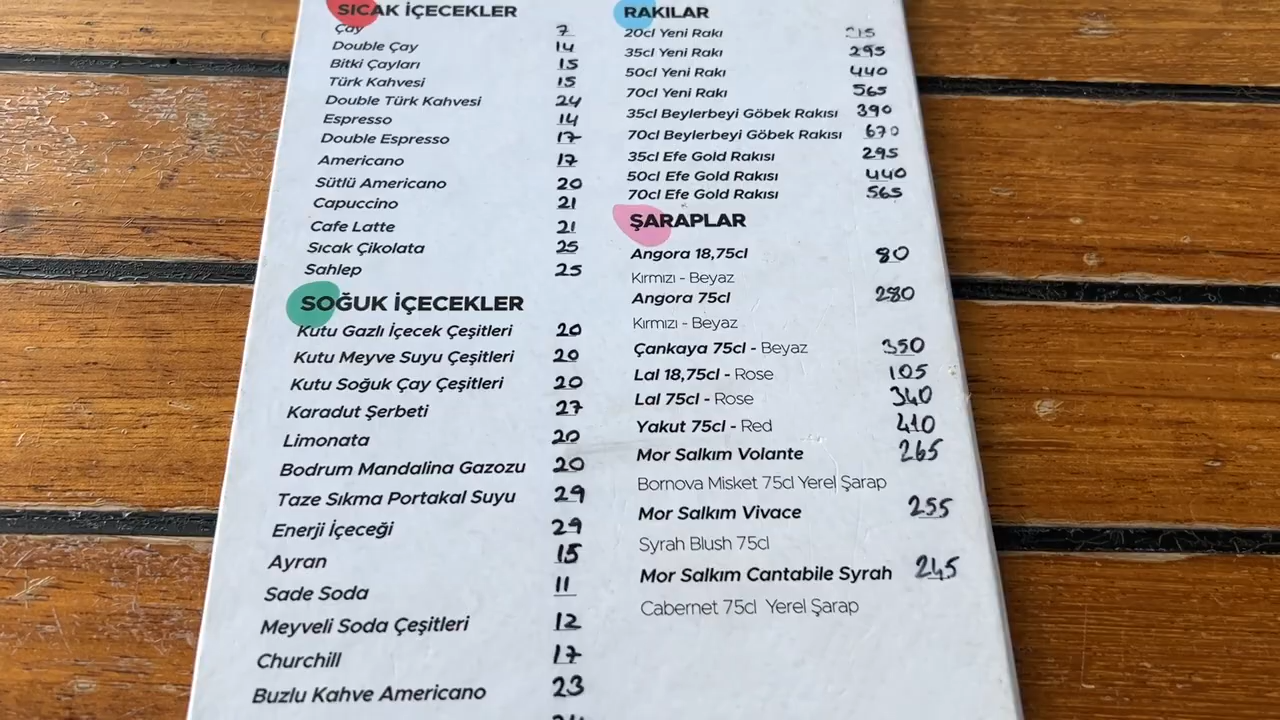 SICAK İÇECEKLER
Çay 7
Double Çay 14
Bitki Çayları 15
Türk Kahvesi 15
Double Türk Kahvesi 24
Espresso 14
Double Espresso 17
Americano 17
Sütlü Americano 20
Capuccino 21
Cafe Latte 21
Sıcak Çikolata 25
Sahlep 25
SOĞUK İÇECEKLER
Kutu Gazlı İçecek Çeşitleri 20
Kutu Meyve Suyu Çeşitleri 20
Kutu Soğuk Çay Çeşitleri 20
Karadut Şerbeti 27
Limonata 20
Bodrum Mandalina Gazozu 20
Taze Sıkma Portakal Suyu 29
Enerji İçeceği 29
Ayran 15
Sade Soda 11
Meyveli Soda Çeşitleri 12
Churchill 17
Buzlu Kahve Americano 23
RAKILAR
20cl Yeni Rakı
35cl Yeni Rakı 295
50cl Yeni Rakı 440
70cl Yeni Rakı 565
35cl Beylerbeyi Göbek Rakısı 390
70cl Beylerbeyi Göbek Rakısı 670
35cl Efe Gold Rakısı 295
50cl Efe Gold Rakısı 440
70cl Efe Gold Rakısı 565
ŞARAPLAR
Angora 18,75cl 80
Kırmızı - Beyaz
Angora 75cl 280
Kırmızı - Beyaz
Çankaya 75cl - Beyaz 350
Lal 18,75cl - Rose 105
Lal 75cl - Rose 340
Yakut 75cl - Red 410
Mor Salkım Volante 265
Bornova Misket 75cl Yerel Şarap
Mor Salkım Vivace 255
Syrah Blush 75cl
Mor Salkım Cantabile Syrah 245
Cabernet 75cl Yerel Şarap